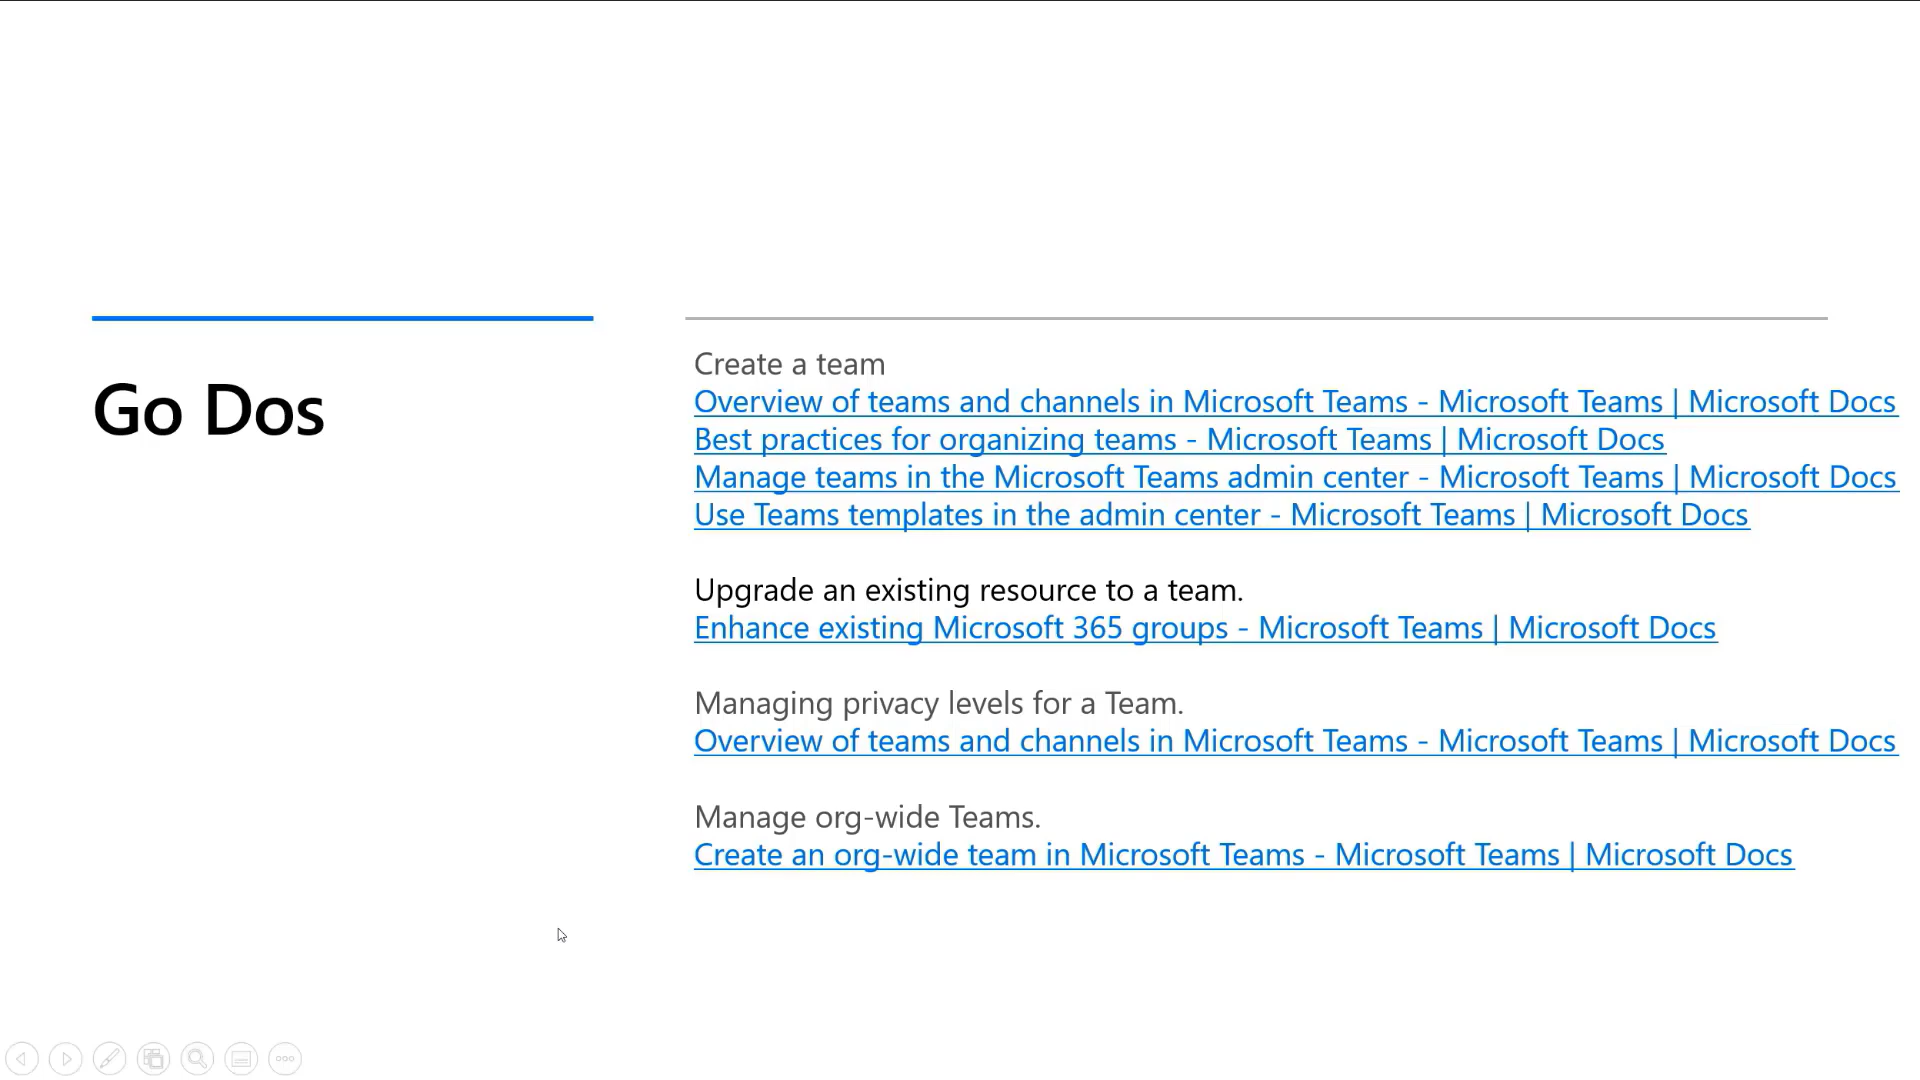 Go Dos
Create a team
Overview of teams and channels in Microsoft Teams - Microsoft Teams | Microsoft Docs
Best practices for organizing teams - Microsoft Teams | Microsoft Docs
Manage teams in the Microsoft Teams admin center - Microsoft Teams | Microsoft Docs
Use Teams templates in the admin center - Microsoft Teams | Microsoft Docs
Upgrade an existing resource to a team.
Enhance existing Microsoft 365 groups - Microsoft Teams | Microsoft Docs
Managing privacy levels for a Team.
Overview of teams and channels in Microsoft Teams - Microsoft Teams | Microsoft Docs
Manage org-wide Teams.
Create an org-wide team in Microsoft Teams - Microsoft Teams | Microsoft Docs